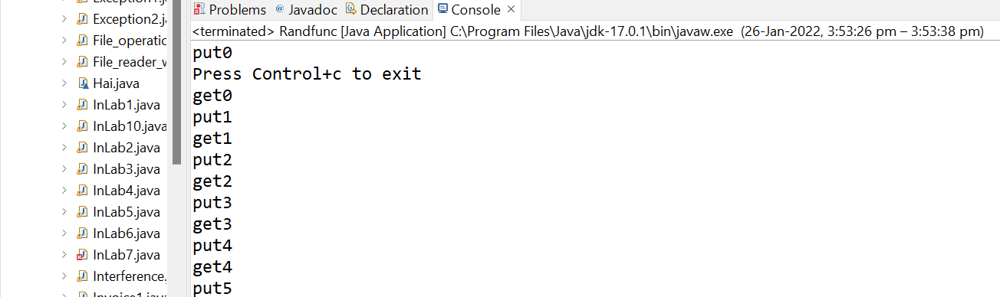 Exception1.j
Exception2.ja
File_operatic
File_reader_w
Hai.java
InLab1.java
InLab10.java
InLab2.java
InLab3.java
InLab4.java
InLab5.java
InLab6.java
InLab7.java
Interference.
Invoice1.java
Problems @ Javadoc Declaration Console
<terminated> Randfunc [Java Application] C:\Program Files\Java\jdk-17.0.1\bin\javaw.exe (26-Jan-2022, 3:53:26 pm – 3:53:38 pm)
put0
Press Control+c to exit
get0
put1
get1
put2
get2
put3
get3
put4
get4
put5